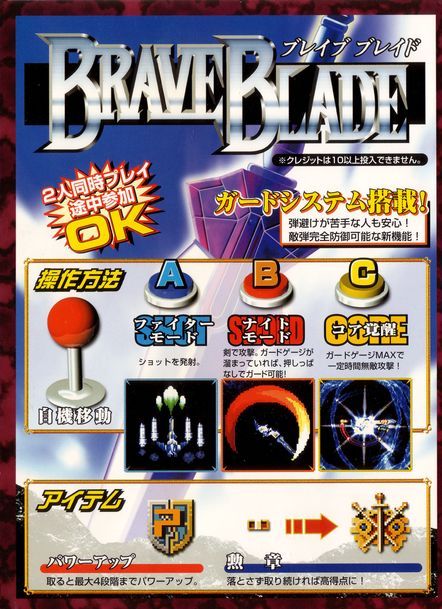 BRAVE BLADE
ブレイブ ブレイド
※クレジットは10以上投入できません。
2人同時プレイ
途中参加
OK
ガードシステム搭載!
弾避けが苦手な人も安心!
敵弾完全防御可能な新機能!
操作方法
自機移動
A
SHOT
ファイター
モード
ショットを発射。
B
SWORD
ナイト
モード
剣で攻撃。ガードゲージが
溜まっていれば、押しっぱ
なしでガード可能!
C
CORE
コア覚醒
ガードゲージMAXで
一定時間無敵攻撃!
アイテム
P
パワーアップ
取ると最大4段階までパワーアップ。
勲章
落とさず取り続ければ高得点に!